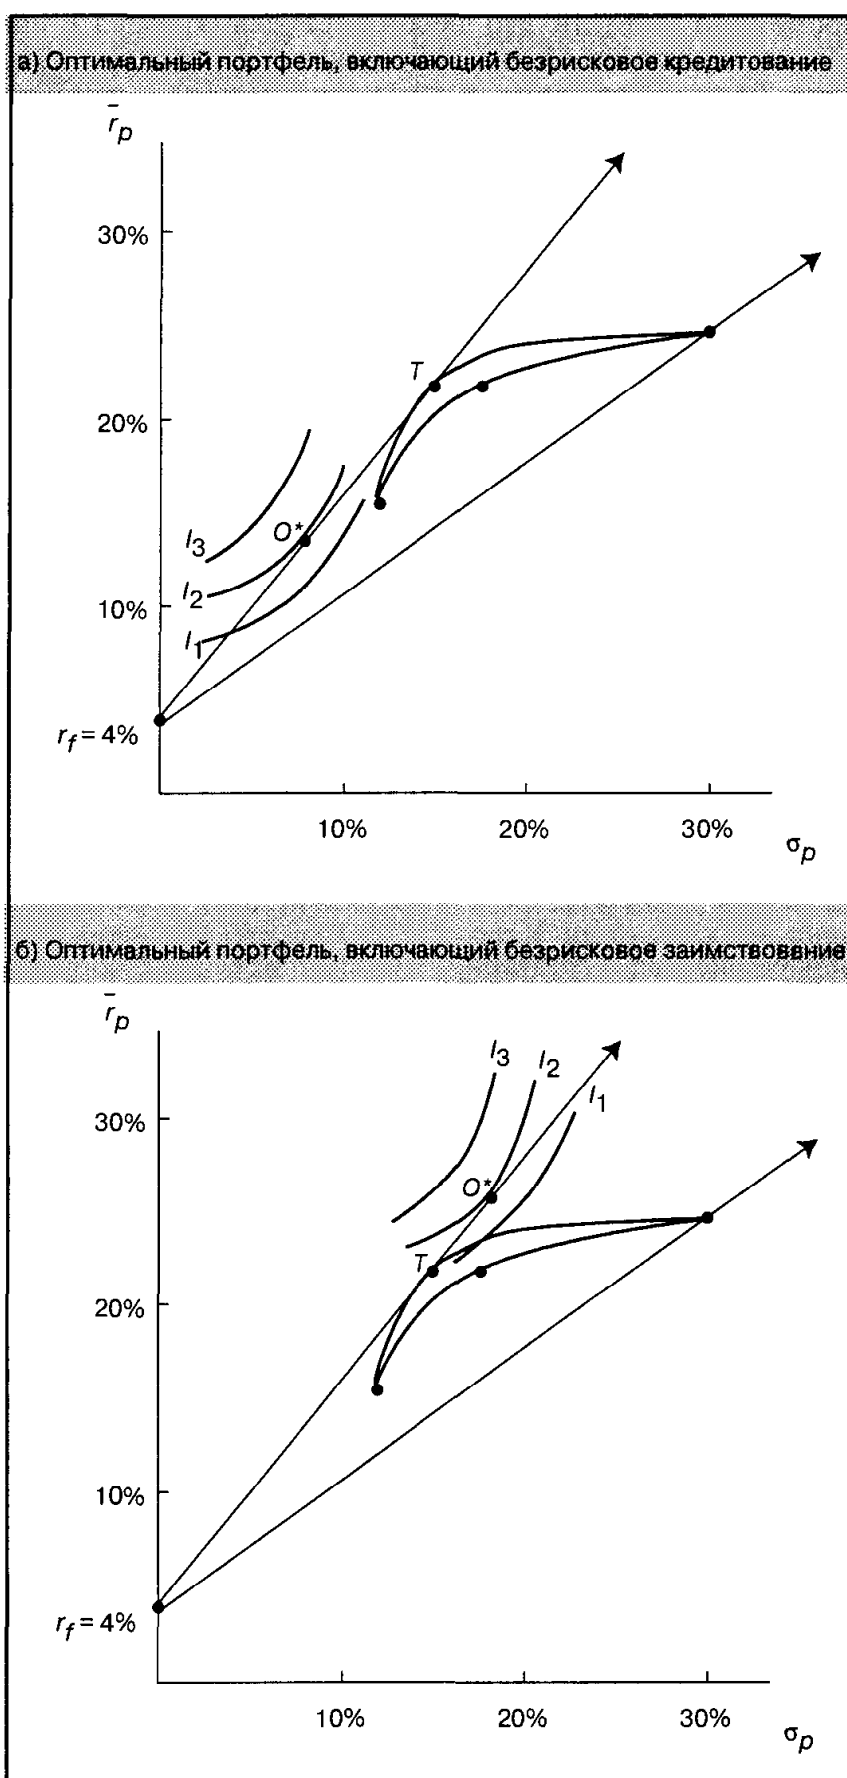 а) Оптимальный портфель, включающий безрисковое кредитование
r̄p
30%
T
20%
I3
O*
I2
10%
I1
rf = 4%
10%
20%
30%
σp
б) Оптимальный портфель, включающий безрисковое заимствование
r̄p
I3
I2
I1
30%
O*
T
20%
10%
rf = 4%
10%
20%
30%
σp